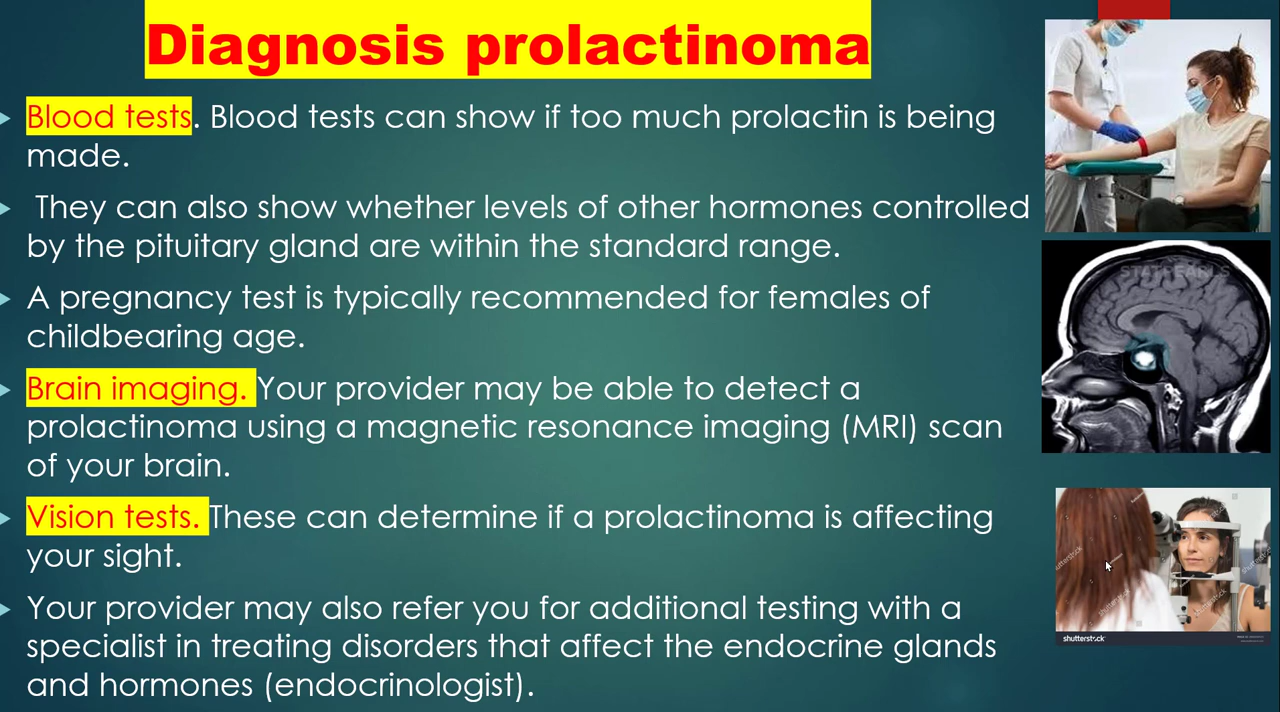 Diagnosis prolactinoma
Blood tests. Blood tests can show if too much prolactin is being
made.
They can also show whether levels of other hormones controlled
by the pituitary gland are within the standard range.
A pregnancy test is typically recommended for females of
childbearing age.
Brain imaging. Your provider may be able to detect a
prolactinoma using a magnetic resonance imaging (MRI) scan
of your brain.
Vision tests. These can determine if a prolactinoma is affecting
your sight.
Your provider may also refer you for additional testing with a
specialist in treating disorders that affect the endocrine glands
and hormones (endocrinologist).
STATPEARLS
shutterstock